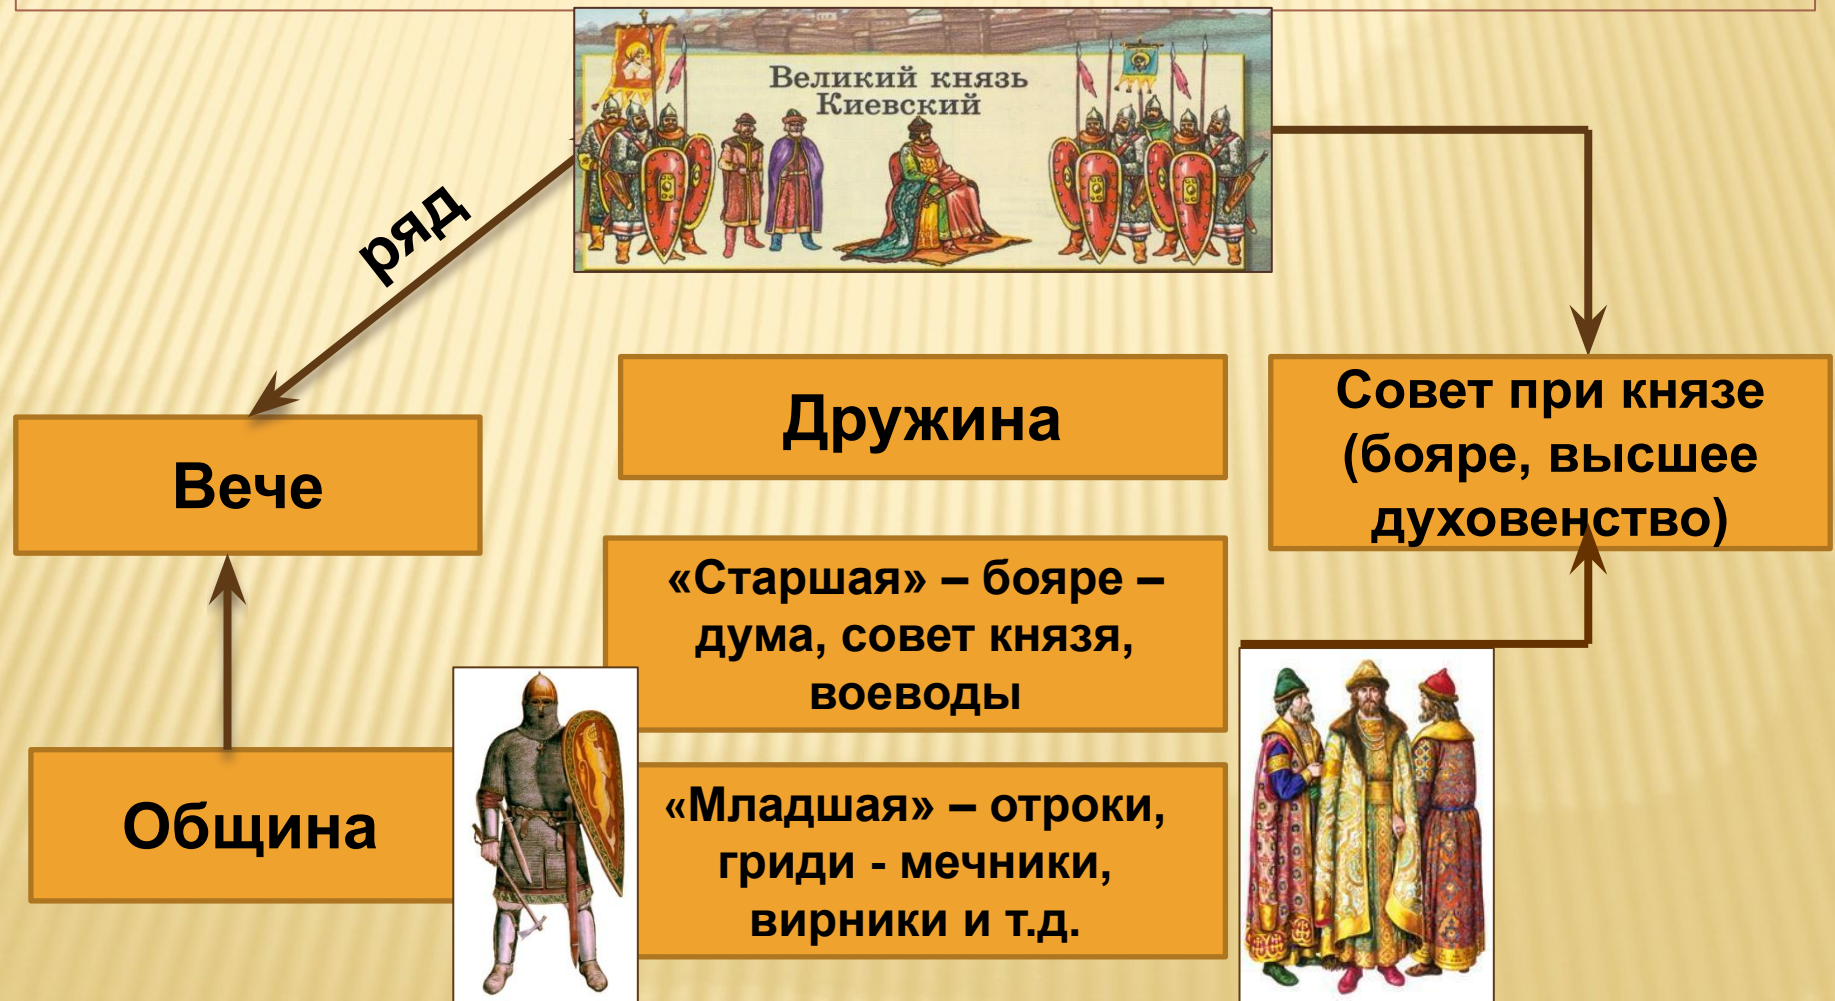 Великий князь
Киевский
ряд
Вече
Дружина
Совет при князе
(бояре, высшее
духовенство)
«Старшая» – бояре –
дума, совет князя,
воеводы
Община
«Младшая» – отроки,
гриди - мечники,
вирники и т.д.